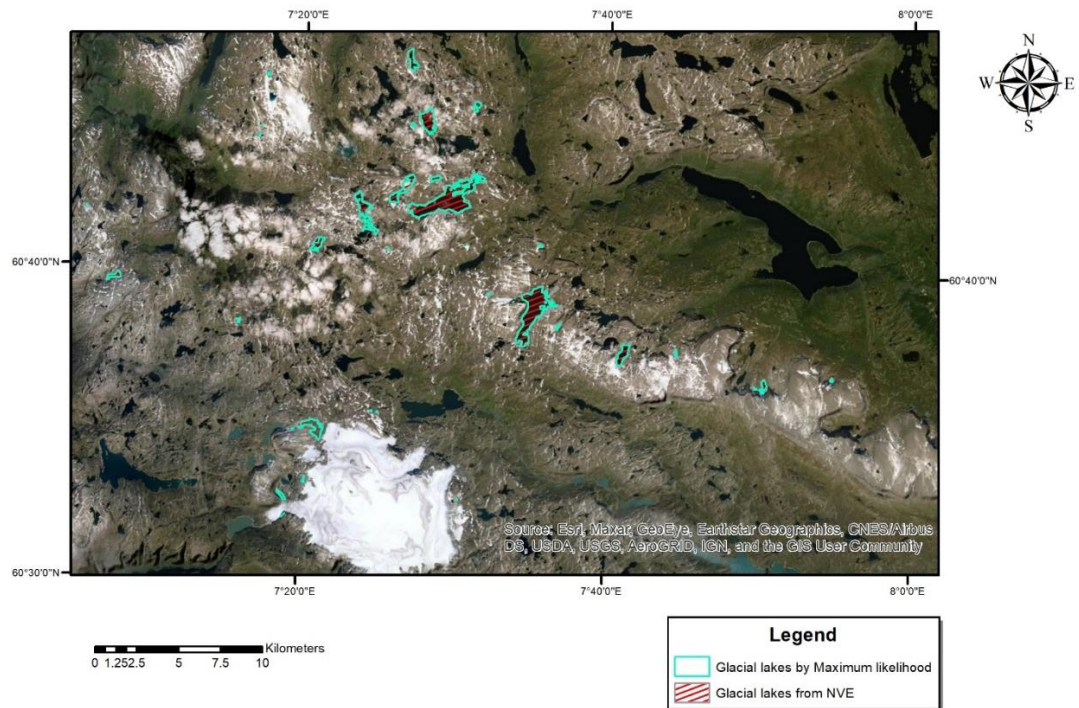 7°20'0"E 7°40'0"E 8°0'0"E
N
W E
S
60°40'0"N 60°40'0"N
Source: Esri, Maxar, GeoEye, Earthstar Geographics, CNES/Airbus
DS, USDA, USGS, AeroGRID, IGN, and the GIS User Community
60°30'0"N
7°20'0"E 7°40'0"E 8°0'0"E
Kilometers
0 1.252.5 5 7.5 10
Legend
Glacial lakes by Maximum likelihood
Glacial lakes from NVE